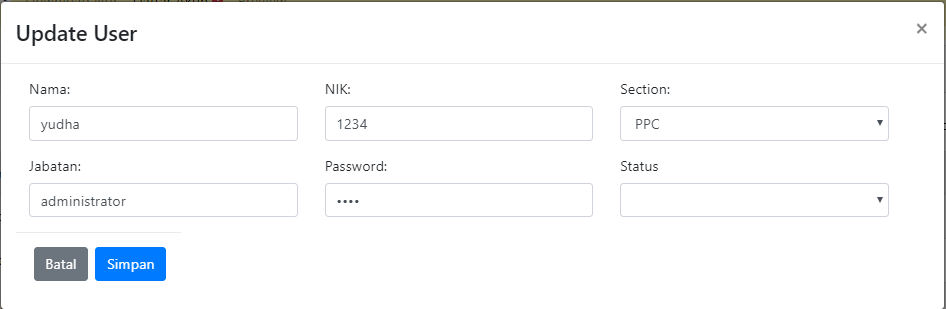 Update User
×
Nama:
NIK:
Section:
yudha
1234
PPC
Jabatan:
Password:
Status
administrator
••••
Batal
Simpan